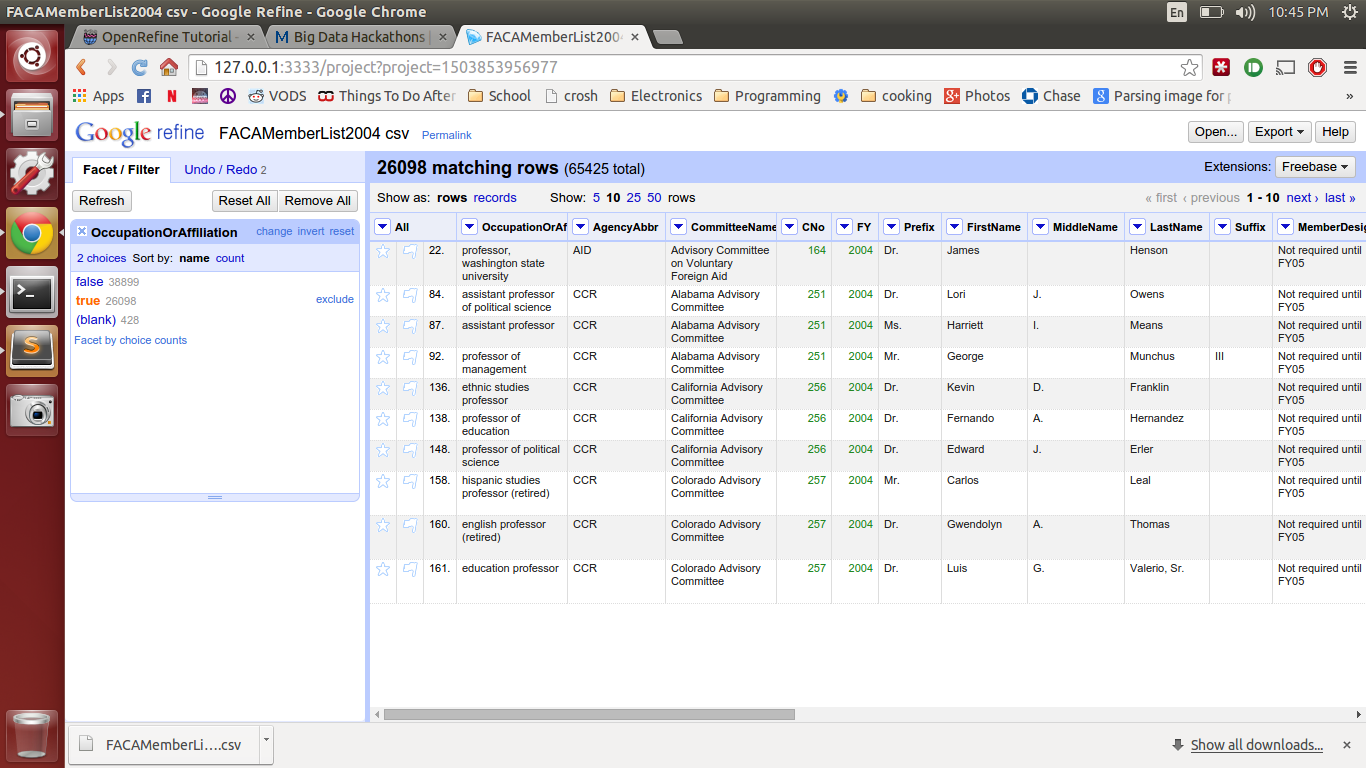 FACAMemberList2004 csv - Google Refine - Google Chrome
En
10:45 PM
OpenRefine Tutorial -
Big Data Hackathons |
FACAMemberList200
127.0.0.1:3333/project?project=1503853956977
Apps
VODS
Things To Do After
School
crosh
Electronics
Programming
cooking
Photos
Chase
Parsing image for
»
Google refine
FACAMemberList2004 csv
Permalink
Open...
Export
Help
Facet / Filter
Undo / Redo 2
26098 matching rows (65425 total)
Extensions:
Freebase
Refresh
Reset All
Remove All
Show as: rows records
Show: 5 10 25 50 rows
« first ‹ previous 1 - 10 next › last »
OccupationOrAffiliation
change invert reset
2 choices Sort by: name count
false 38899
true 26098
exclude
(blank) 428
Facet by choice counts
All OccupationOrAf AgencyAbbr CommitteeName CNo FY Prefix FirstName MiddleName LastName Suffix MemberDesig
22. professor, AID Advisory Committee 164 2004 Dr. James Henson Not required until
washington state on Voluntary FY05
university Foreign Aid
84. assistant professor CCR Alabama Advisory 251 2004 Dr. Lori J. Owens Not required until
of political science Committee FY05
87. assistant professor CCR Alabama Advisory 251 2004 Ms. Harriett I. Means Not required until
Committee FY05
92. professor of CCR Alabama Advisory 251 2004 Mr. George Munchus III Not required until
management Committee FY05
136. ethnic studies CCR California Advisory 256 2004 Dr. Kevin D. Franklin Not required until
professor Committee FY05
138. professor of CCR California Advisory 256 2004 Dr. Fernando A. Hernandez Not required until
education Committee FY05
148. professor of political CCR California Advisory 256 2004 Dr. Edward J. Erler Not required until
science Committee FY05
158. hispanic studies CCR Colorado Advisory 257 2004 Mr. Carlos Leal Not required until
professor (retired) Committee FY05
160. english professor CCR Colorado Advisory 257 2004 Dr. Gwendolyn A. Thomas Not required until
(retired) Committee FY05
161. education professor CCR Colorado Advisory 257 2004 Dr. Luis G. Valerio, Sr. Not required until
Committee FY05
FACAMemberLi....csv
Show all downloads...